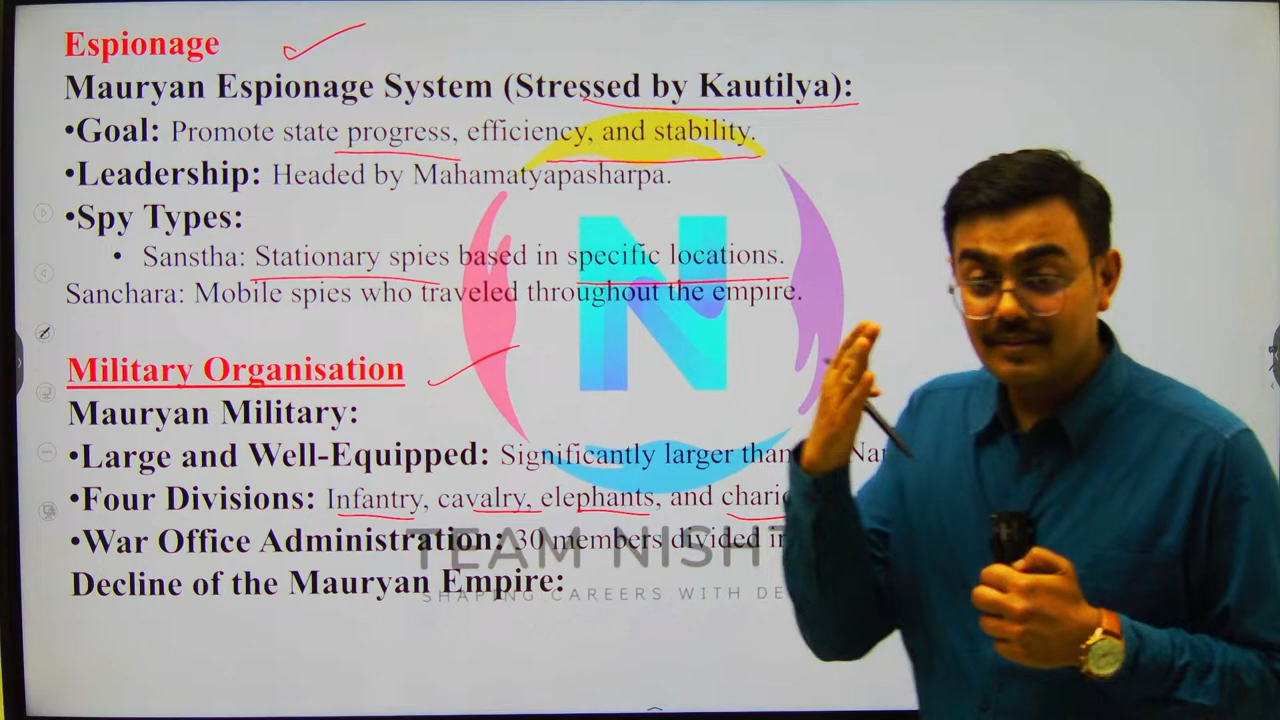 Espionage
Mauryan Espionage System (Stressed by Kautilya):
•Goal: Promote state progress, efficiency, and stability.
•Leadership: Headed by Mahamatyapasharpa.
•Spy Types:
• Sanstha: Stationary spies based in specific locations.
Sanchara: Mobile spies who traveled throughout the empire.
Military Organisation
Mauryan Military:
•Large and Well-Equipped: Significantly larger than
•Four Divisions: Infantry, cavalry, elephants, and
•War Office Administration: 30 members divided
Decline of the Mauryan Empire:
N
TEAM
SHAPING CAREERS WITH